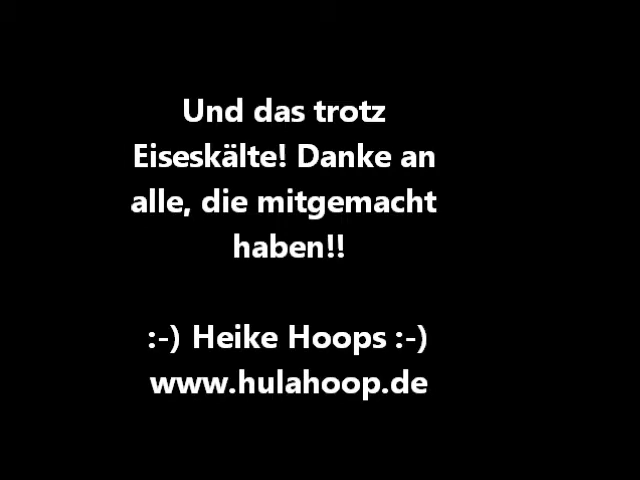 Und das trotz
Eiseskälte! Danke an
alle, die mitgemacht
haben!!
:-) Heike Hoops :-)
www.hulahoop.de